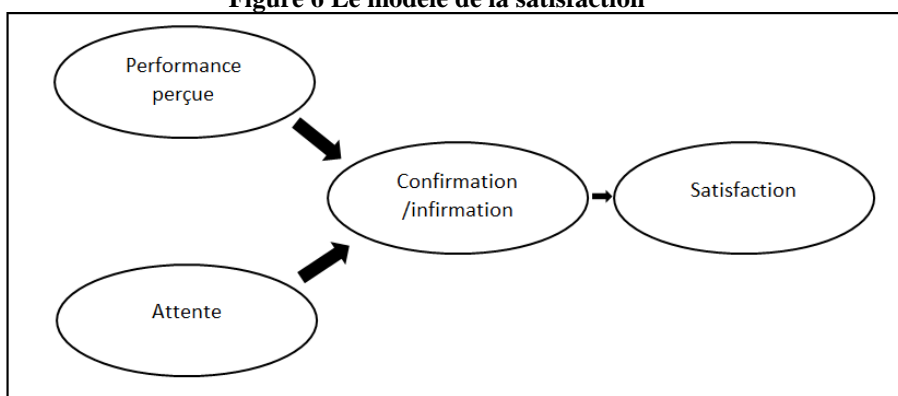 Figure 6 Le modèle de la satisfaction
Performance
perçue
Confirmation
/infirmation
Satisfaction
Attente